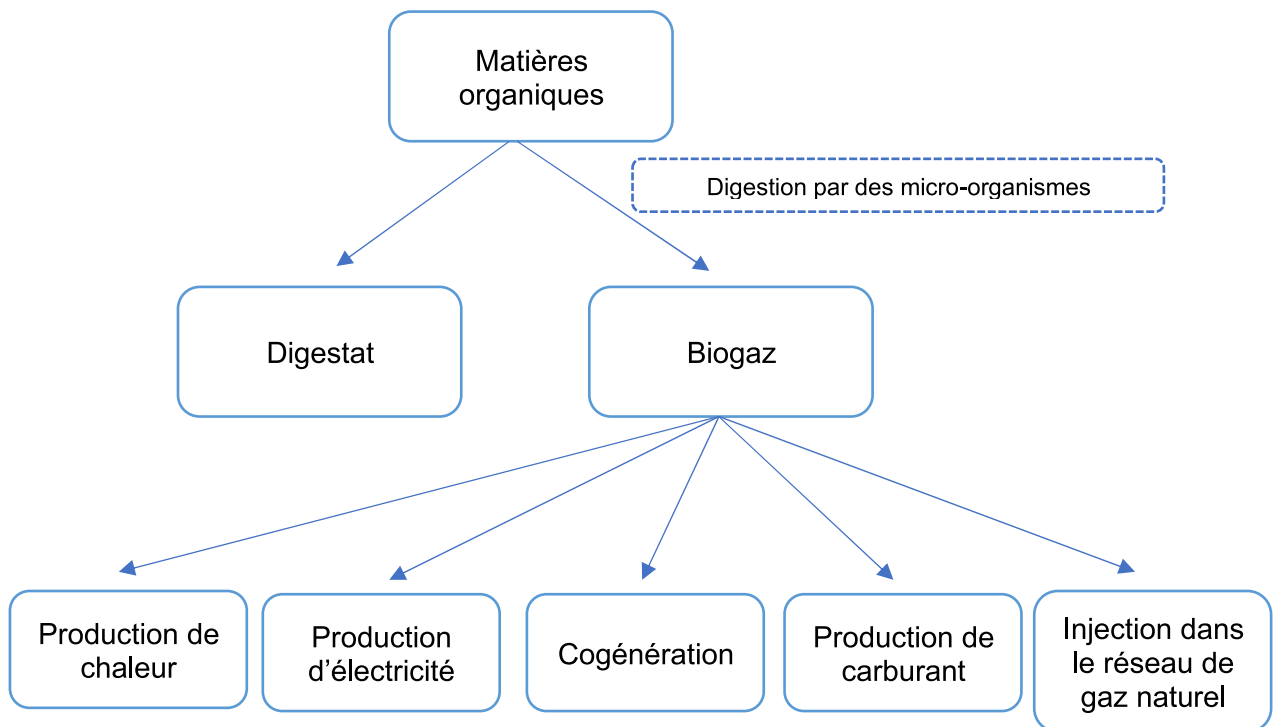 Matières
organiques
Digestion par des micro-organismes
Digestat
Biogaz
Production de
chaleur
Production
d’électricité
Cogénération
Production de
carburant
Injection dans
le réseau de
gaz naturel